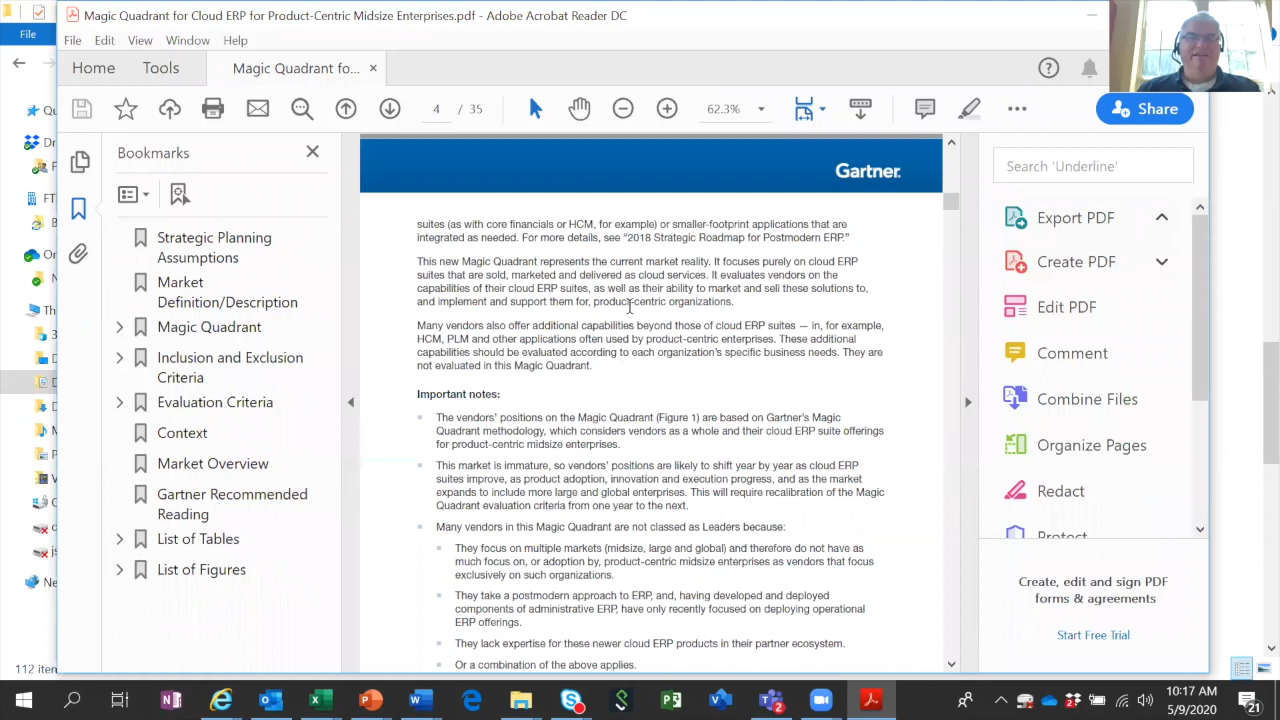 Magic Quadrant for Cloud ERP for Product-Centric Midsize Enterprises.pdf - Adobe Acrobat Reader DC
File
File Edit View Window Help
Home Tools Magic Quadrant fo... ×
4 / 35 62.3% Share
Bookmarks
Strategic Planning
Assumptions
Market
Definition/Description
Magic Quadrant
Inclusion and Exclusion
Criteria
Evaluation Criteria
Context
Market Overview
Gartner Recommended
Reading
List of Tables
List of Figures
Gartner
suites (as with core financials or HCM, for example) or smaller-footprint applications that are
integrated as needed. For more details, see “2018 Strategic Roadmap for Postmodern ERP.”
This new Magic Quadrant represents the current market reality. It focuses purely on cloud ERP
suites that are sold, marketed and delivered as cloud services. It evaluates vendors on the
capabilities of their cloud ERP suites, as well as their ability to market and sell these solutions to,
and implement and support them for, product-centric organizations.
Many vendors also offer additional capabilities beyond those of cloud ERP suites — in, for example,
HCM, PLM and other applications often used by product-centric enterprises. These additional
capabilities should be evaluated according to each organization’s specific business needs. They are
not evaluated in this Magic Quadrant.
Important notes:
The vendors’ positions on the Magic Quadrant (Figure 1) are based on Gartner’s Magic
Quadrant methodology, which considers vendors as a whole and their cloud ERP suite offerings
for product-centric midsize enterprises.
This market is immature, so vendors’ positions are likely to shift year by year as cloud ERP
suites improve, as product adoption, innovation and execution progress, and as the market
expands to include more large and global enterprises. This will require recalibration of the Magic
Quadrant evaluation criteria from one year to the next.
Many vendors in this Magic Quadrant are not classed as Leaders because:
They focus on multiple markets (midsize, large and global) and therefore do not have as
much focus on, or adoption by, product-centric midsize enterprises as vendors that focus
exclusively on such organizations.
They take a postmodern approach to ERP, and, having developed and deployed
components of administrative ERP, have only recently focused on deploying operational
ERP offerings.
They lack expertise for these newer cloud ERP products in their partner ecosystem.
Or a combination of the above applies.
Search 'Underline'
Export PDF
Create PDF
Edit PDF
Comment
Combine Files
Organize Pages
Redact
Protect
Create, edit and sign PDF
forms & agreements
Start Free Trial
112 item
10:17 AM
5/9/2020
21